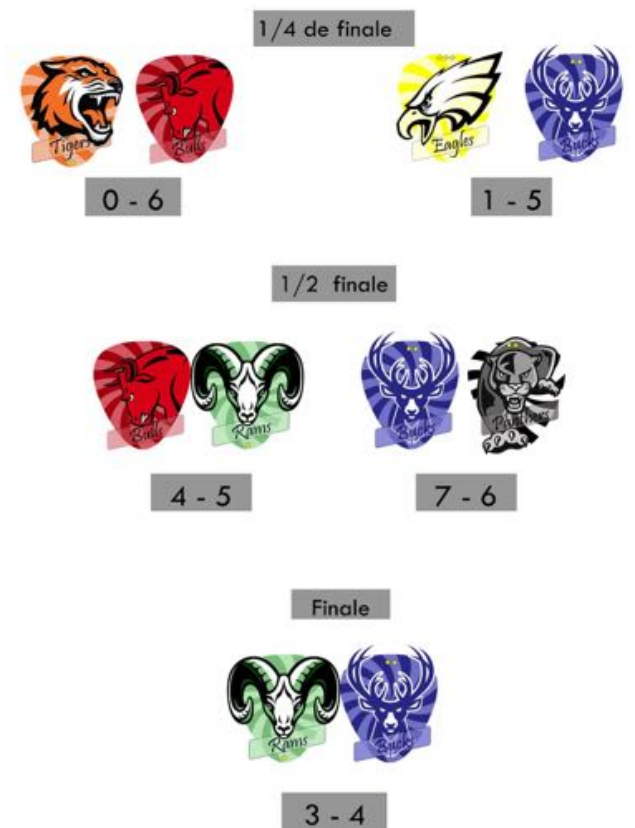 1/4 de finale
Tigers
Bulls
Eagles
Bucks
0 - 6
1 - 5
1/2 finale
Bulls
Rams
Bucks
Panthers
4 - 5
7 - 6
Finale
Rams
Bucks
3 - 4